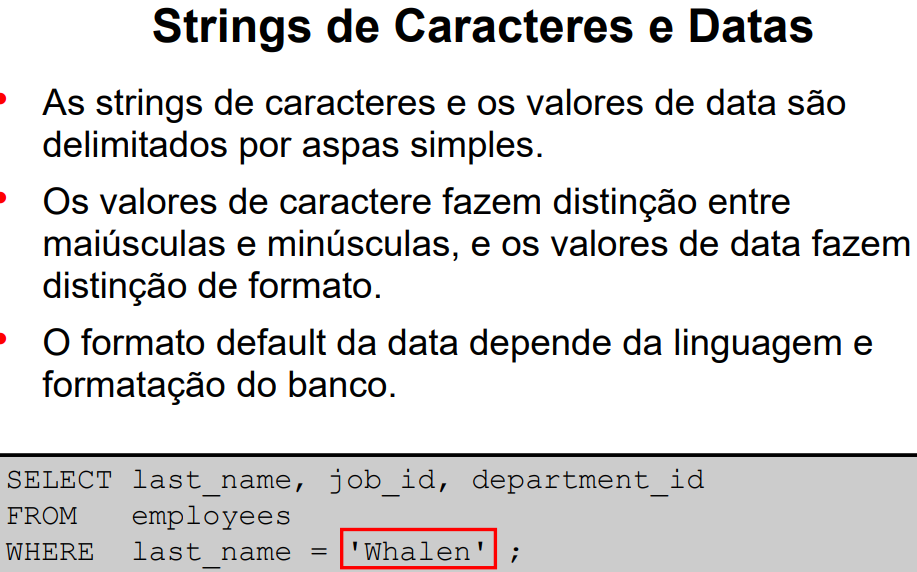 Strings de Caracteres e Datas
• As strings de caracteres e os valores de data são
delimitados por aspas simples.
• Os valores de caractere fazem distinção entre
maiúsculas e minúsculas, e os valores de data fazem
distinção de formato.
• O formato default da data depende da linguagem e
formatação do banco.
SELECT last_name, job_id, department_id
FROM   employees
WHERE  last_name = 'Whalen' ;